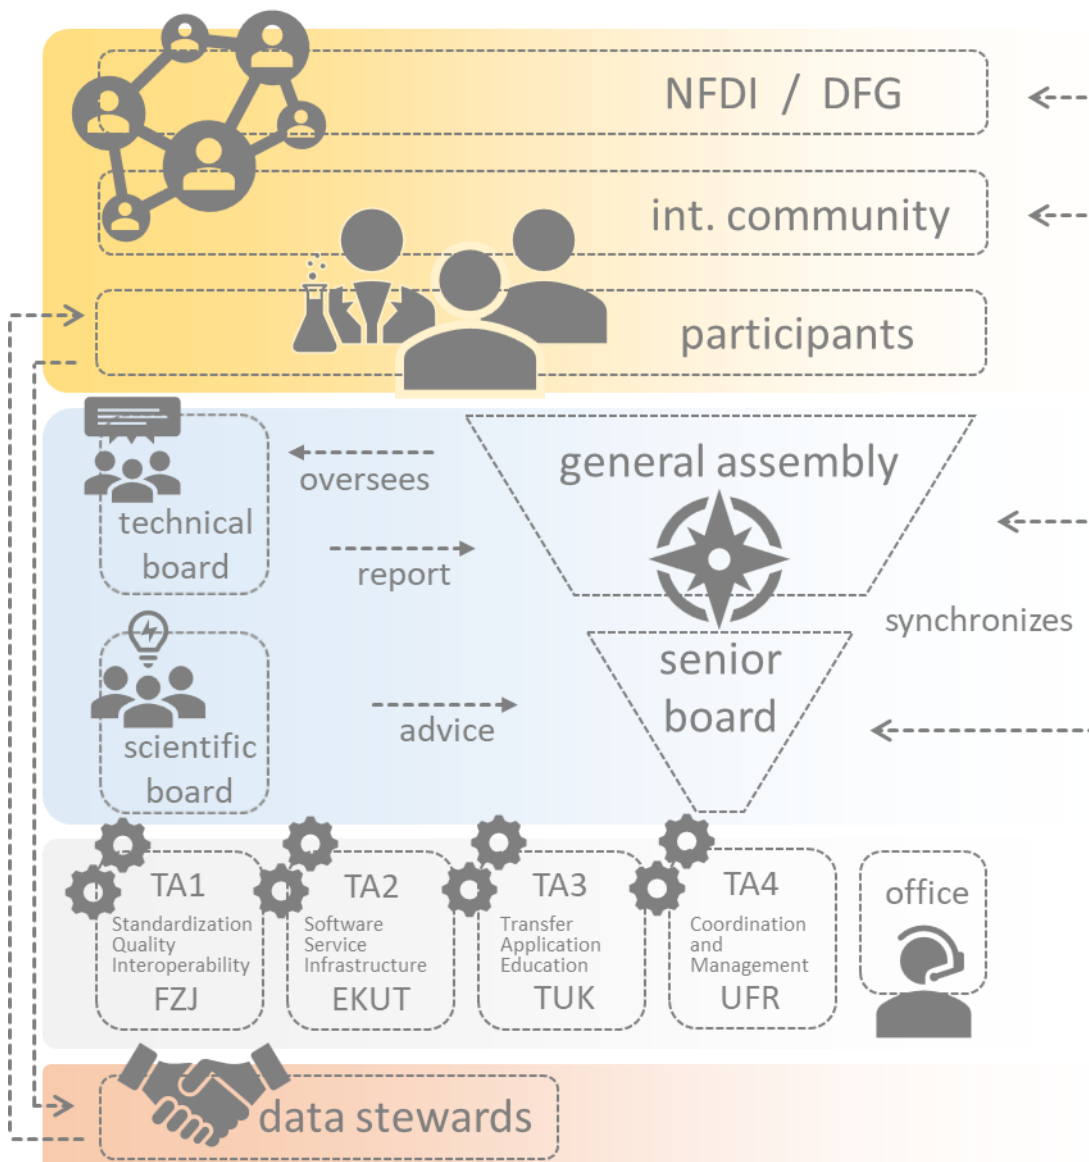 NFDI / DFG
int. community
participants
general assembly
oversees
technical
board
report
synchronizes
senior
board
advice
scientific
board
TA1
Standardization
Quality
Interoperability
FZJ
TA2
Software
Service
Infrastructure
EKUT
TA3
Transfer
Application
Education
TUK
TA4
Coordination
and
Management
UFR
office
data stewards